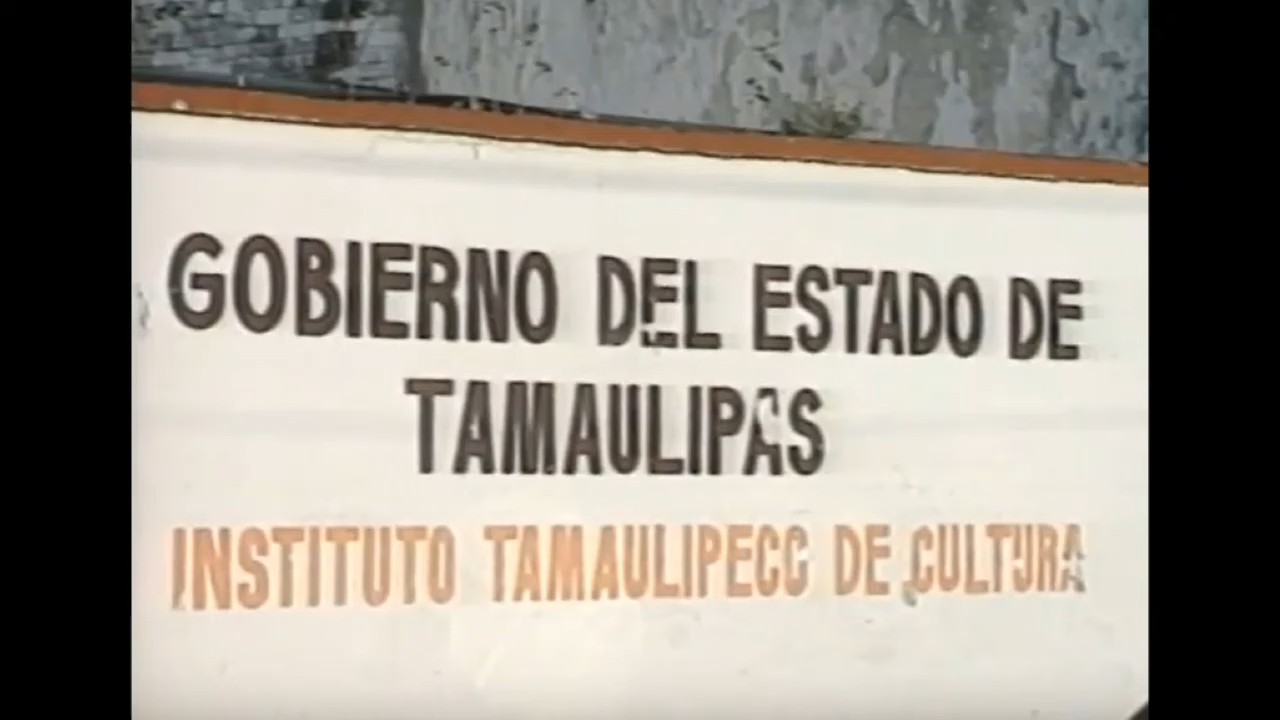 GOBIERNO DEL ESTADO DE
TAMAULIPAS
INSTITUTO TAMAULIPECO DE CULTURA